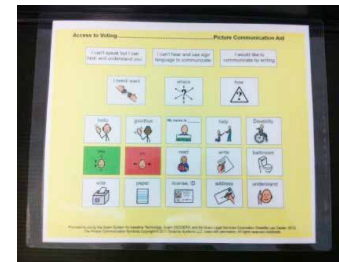 Access to Voting Picture Communication Aid
I can't speak but I can
hear and understand you
I can't hear and use sign
language to communicate
I would like to
communicate by writing
I need/I want
where
how
hello
goodbye
My name is
help
Disability
yes
no
read
write
bathroom
vote
paper
license, ID
address
understand